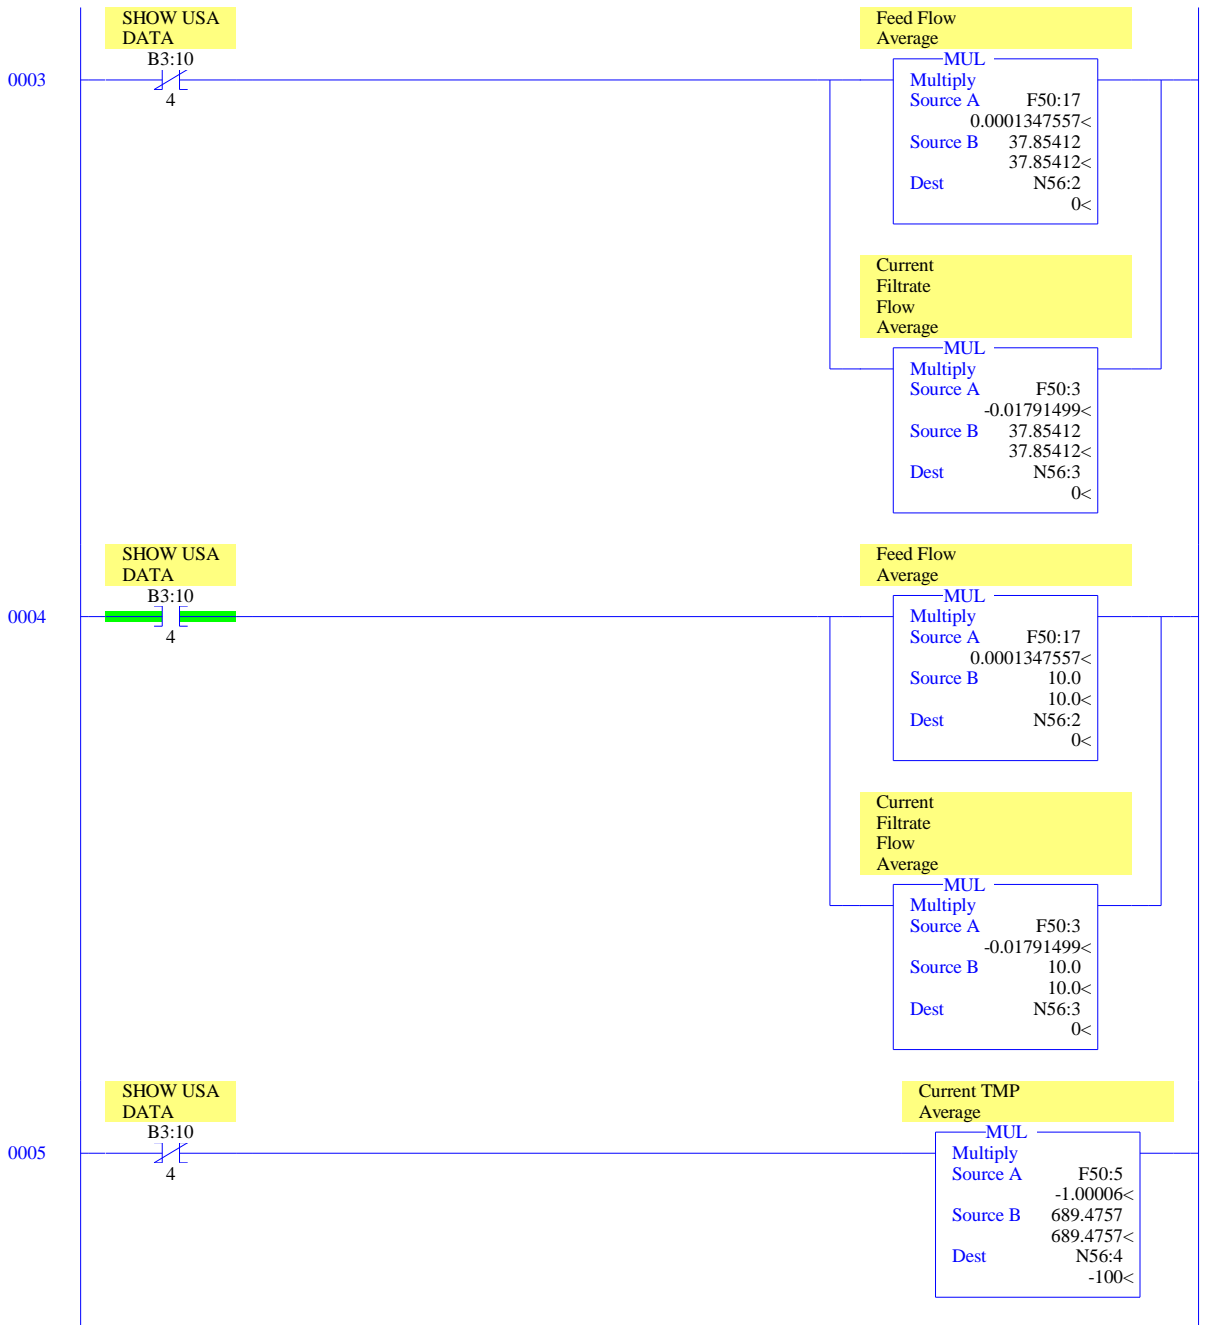 SHOW USA
DATA
B3:10
4
0003
Feed Flow
Average
MUL
Multiply
Source A F50:17
0.0001347557<
Source B 37.85412
37.85412<
Dest N56:2
0<
Current
Filtrate
Flow
Average
MUL
Multiply
Source A F50:3
-0.01791499<
Source B 37.85412
37.85412<
Dest N56:3
0<
SHOW USA
DATA
B3:10
4
0004
Feed Flow
Average
MUL
Multiply
Source A F50:17
0.0001347557<
Source B 10.0
10.0<
Dest N56:2
0<
Current
Filtrate
Flow
Average
MUL
Multiply
Source A F50:3
-0.01791499<
Source B 10.0
10.0<
Dest N56:3
0<
SHOW USA
DATA
B3:10
4
0005
Current TMP
Average
MUL
Multiply
Source A F50:5
-1.00006<
Source B 689.4757
689.4757<
Dest N56:4
-100<